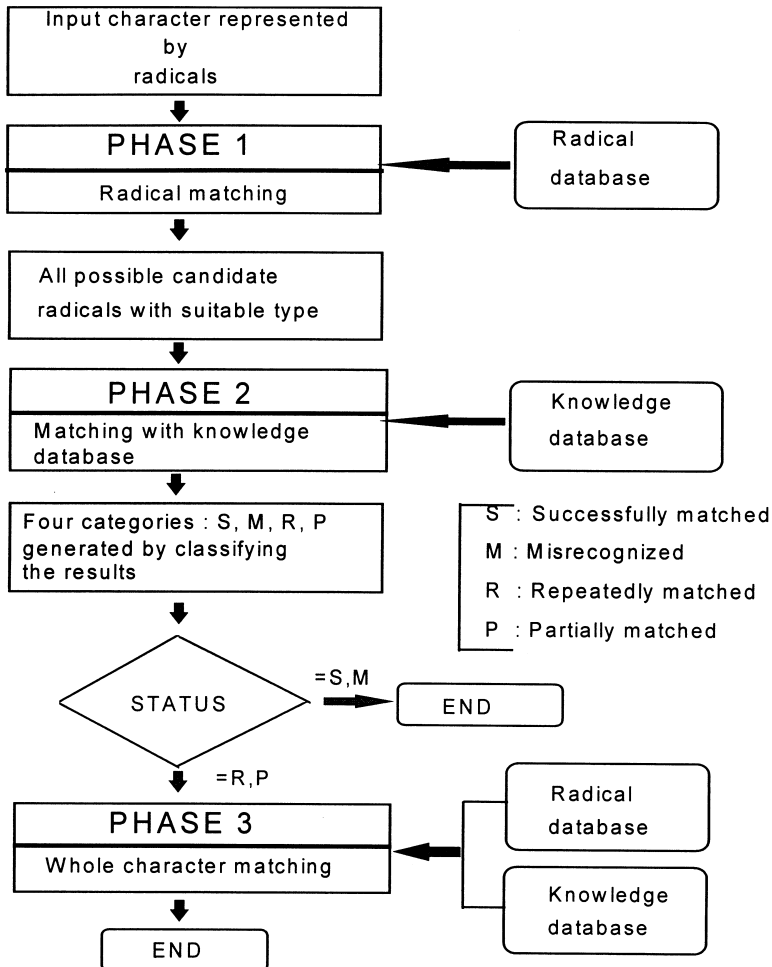 Input character represented
by
radicals
PHASE 1
Radical matching
Radical
database
All possible candidate
radicals with suitable type
PHASE 2
Matching with knowledge
database
Knowledge
database
Four categories : S, M, R, P
generated by classifying
the results
S : Successfully matched
M : Misrecognized
R : Repeatedly matched
P : Partially matched
STATUS
=S,M
END
=R,P
PHASE 3
Whole character matching
Radical
database
Knowledge
database
END